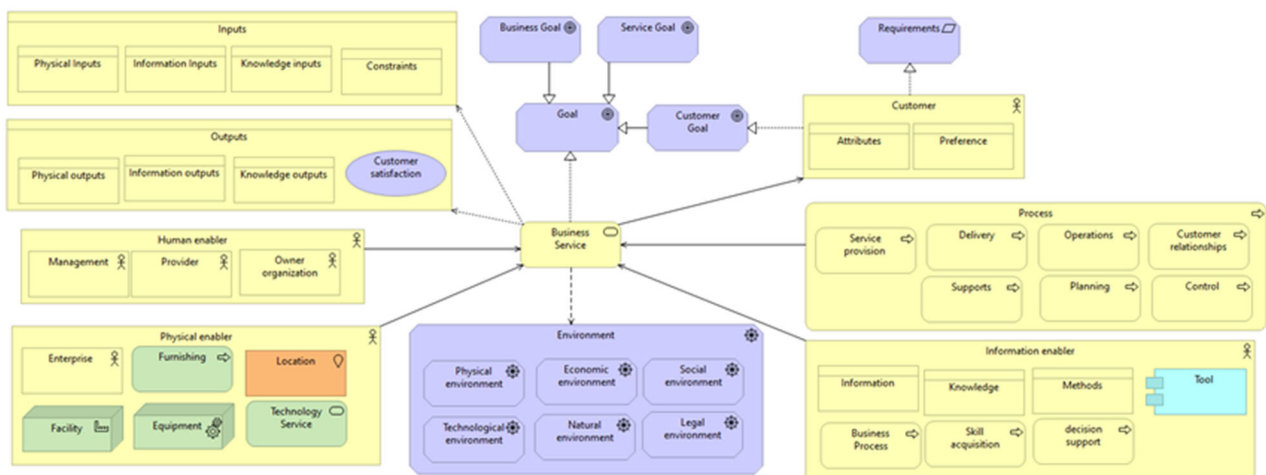 Inputs
Physical Inputs
Information Inputs
Knowledge inputs
Constraints
Outputs
Physical outputs
Information outputs
Knowledge outputs
Customer
satisfaction
Business Goal
Service Goal
Goal
Customer
Goal
Requirements
Customer
Attributes
Preference
Human enabler
Management
Provider
Owner
organization
Business
Service
Process
Service
provision
Delivery
Operations
Customer
relationships
Supports
Planning
Control
Physical enabler
Enterprise
Furnishing
Location
Facility
Equipment
Technology
Service
Environment
Physical
environment
Economic
environment
Social
environment
Technological
environment
Natural
environment
Legal
environment
Information enabler
Information
Knowledge
Methods
Tool
Business
Process
Skill
acquisition
decision
support